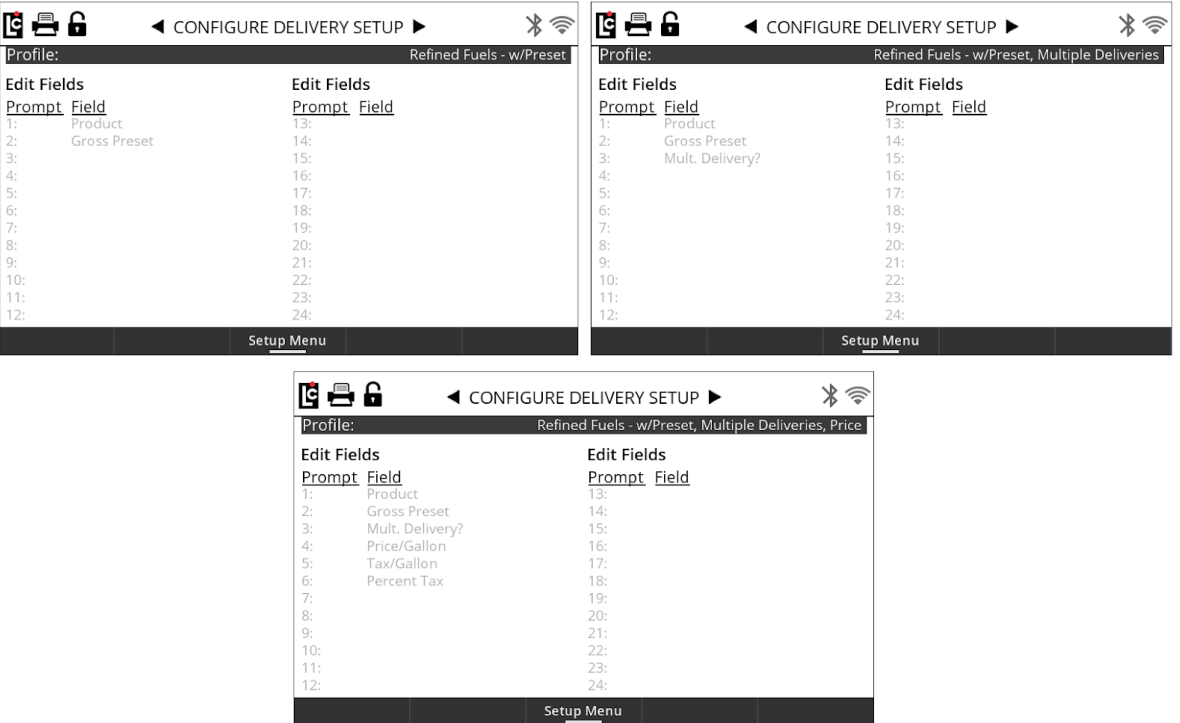 LC CONFIGURE DELIVERY SETUP
Profile: Refined Fuels - w/Preset
Edit Fields Edit Fields
Prompt Field Prompt Field
1: Product 13:
2: Gross Preset 14:
3: 15:
4: 16:
5: 17:
6: 18:
7: 19:
8: 20:
9: 21:
10: 22:
11: 23:
12: 24:
Setup Menu
LC CONFIGURE DELIVERY SETUP
Profile: Refined Fuels - w/Preset, Multiple Deliveries
Edit Fields Edit Fields
Prompt Field Prompt Field
1: Product 13:
2: Gross Preset 14:
3: Mult. Delivery? 15:
4: 16:
5: 17:
6: 18:
7: 19:
8: 20:
9: 21:
10: 22:
11: 23:
12: 24:
Setup Menu
LC CONFIGURE DELIVERY SETUP
Profile: Refined Fuels - w/Preset, Multiple Deliveries, Price
Edit Fields Edit Fields
Prompt Field Prompt Field
1: Product 13:
2: Gross Preset 14:
3: Mult. Delivery? 15:
4: Price/Gallon 16:
5: Tax/Gallon 17:
6: Percent Tax 18:
7: 19:
8: 20:
9: 21:
10: 22:
11: 23:
12: 24:
Setup Menu